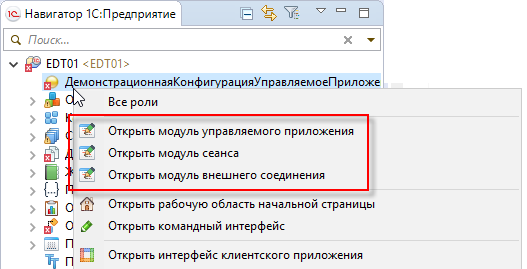 Навигатор 1С:Предприятие
Поиск...
EDT01 <EDT01>
ДемонстрационнаяКонфигурацияУправляемоеПриложе
Все роли
Открыть модуль управляемого приложения
Открыть модуль сеанса
Открыть модуль внешнего соединения
Открыть рабочую область начальной страницы
Открыть командный интерфейс
Открыть интерфейс клиентского приложения